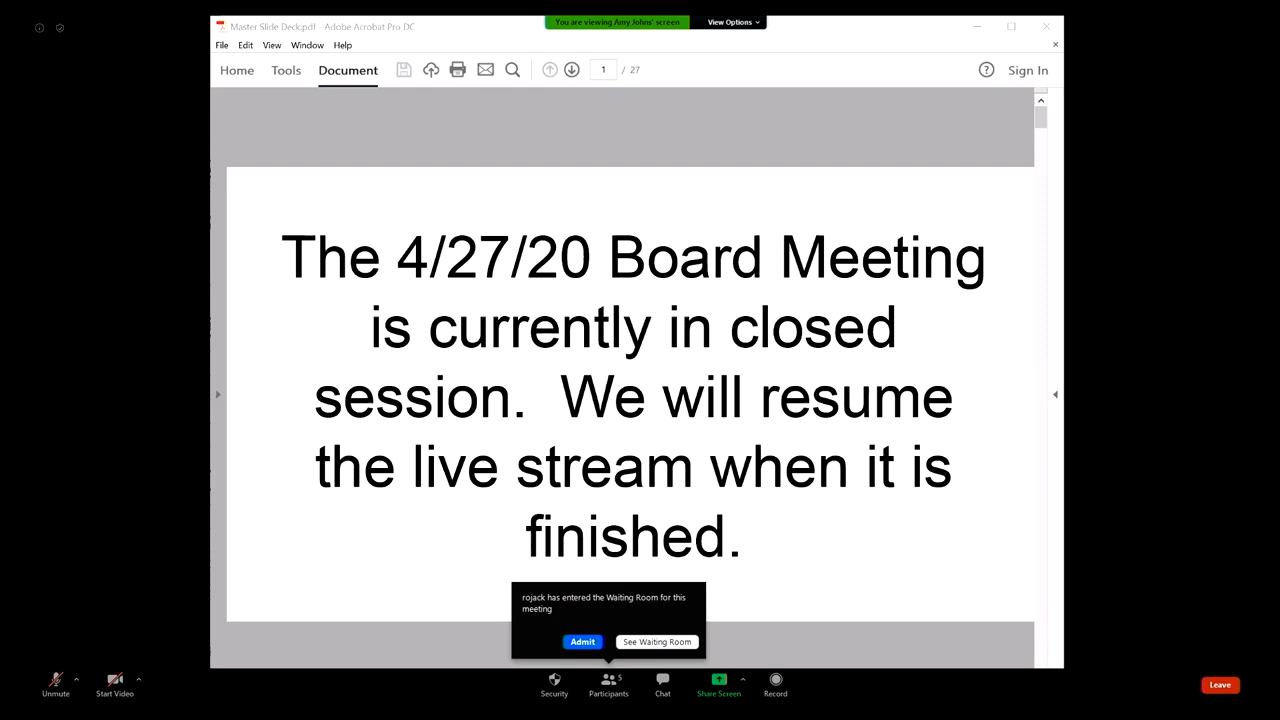 Master Slide Deck.pdf - Adobe Acrobat Pro DC
You are viewing Amy Johns' screen
View Options
File Edit View Window Help
Home Tools Document 1 / 27 Sign In
The 4/27/20 Board Meeting
is currently in closed
session. We will resume
the live stream when it is
finished.
rojack has entered the Waiting Room for this
meeting
Admit See Waiting Room
Unmute Start Video Security Participants 5 Chat Share Screen Record Leave